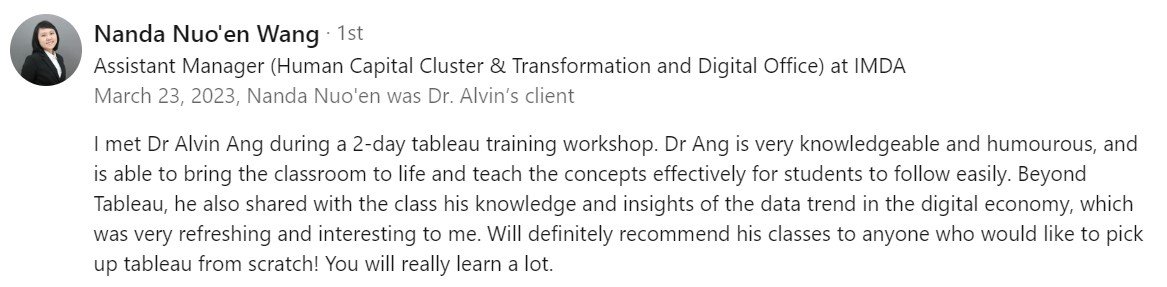 Nanda Nuo'en Wang · 1st
Assistant Manager (Human Capital Cluster & Transformation and Digital Office) at IMDA
March 23, 2023, Nanda Nuo'en was Dr. Alvin's client
I met Dr Alvin Ang during a 2-day tableau training workshop. Dr Ang is very knowledgeable and humourous, and
is able to bring the classroom to life and teach the concepts effectively for students to follow easily. Beyond
Tableau, he also shared with the class his knowledge and insights of the data trend in the digital economy, which
was very refreshing and interesting to me. Will definitely recommend his classes to anyone who would like to pick
up tableau from scratch! You will really learn a lot.